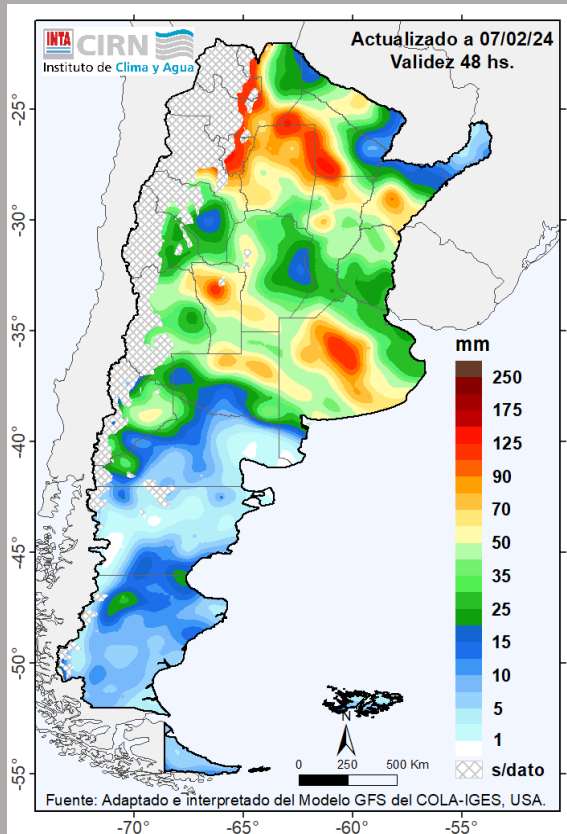 INTA
CIRN
Instituto de Clima y Agua
Actualizado a 07/02/24
Validez 48 hs.
-25°
-30°
-35°
-40°
-45°
-50°
-55°
mm
250
175
125
90
70
50
35
25
15
10
5
1
s/dato
N
0 250 500 Km
Fuente: Adaptado e interpretado del Modelo GFS del COLA-IGES, USA.
-70° -65° -60° -55°